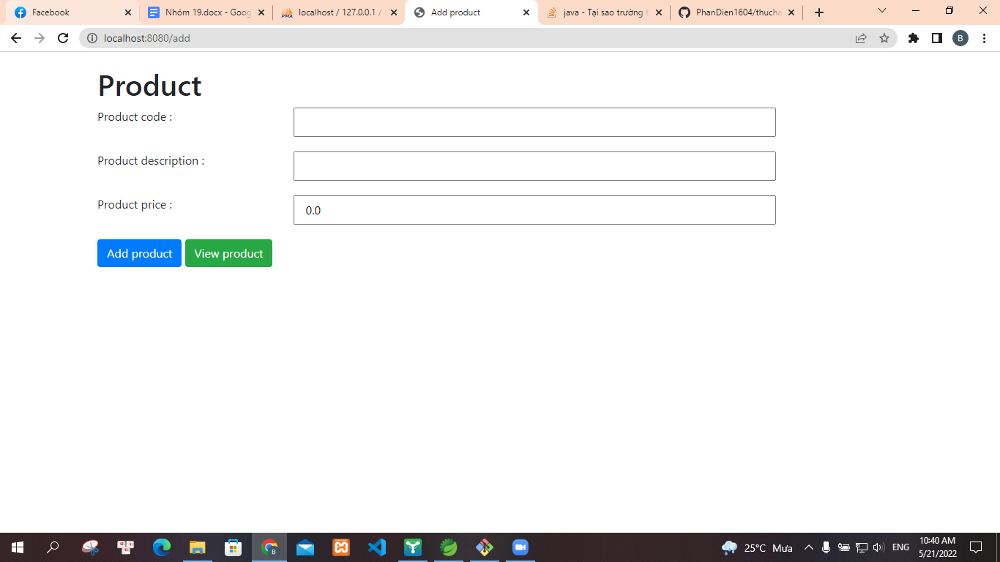 Facebook
Nhóm 19.docx - Goog
PMA localhost / 127.0.0.1 /
Add product
java - Tại sao trường t
PhanDien1604/thucha
localhost:8080/add
B
Product
Product code :
Product description :
Product price :
0.0
Add product
View product
25°C Mưa
ENG
10:40 AM
5/21/2022